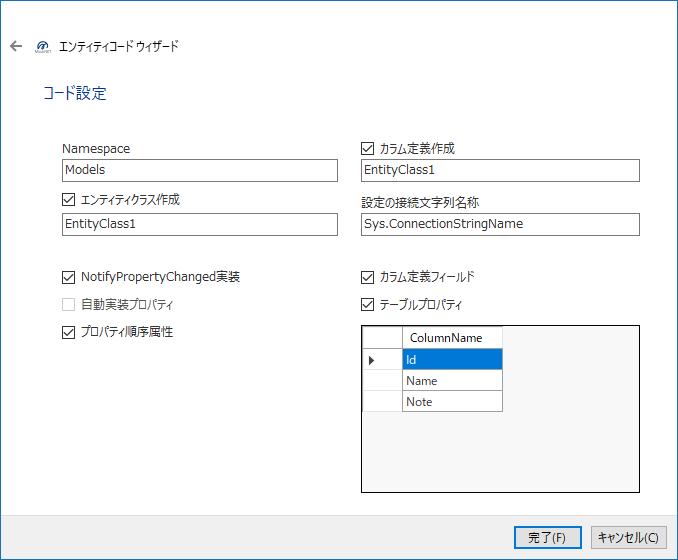 エンティティコード ウィザード
コード設定
Namespace
Models
エンティティクラス作成
EntityClass1
カラム定義作成
EntityClass1
設定の接続文字列名称
Sys.ConnectionStringName
NotifyPropertyChanged実装
自動実装プロパティ
プロパティ順序属性
カラム定義フィールド
テーブルプロパティ
ColumnName
Id
Name
Note
完了(F)
キャンセル(C)